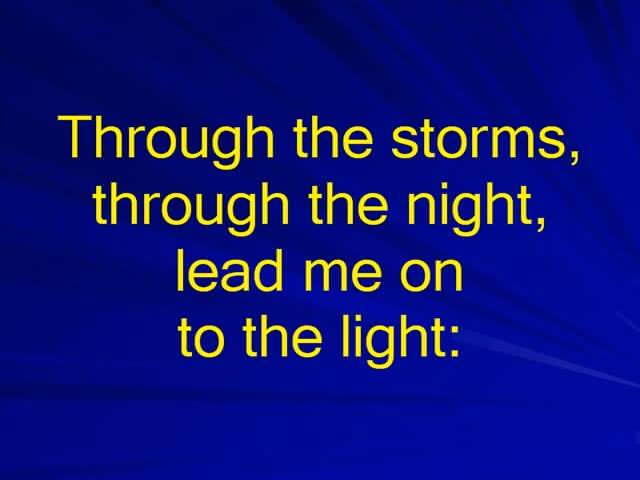 Through the storms,
through the night,
lead me on
to the light: